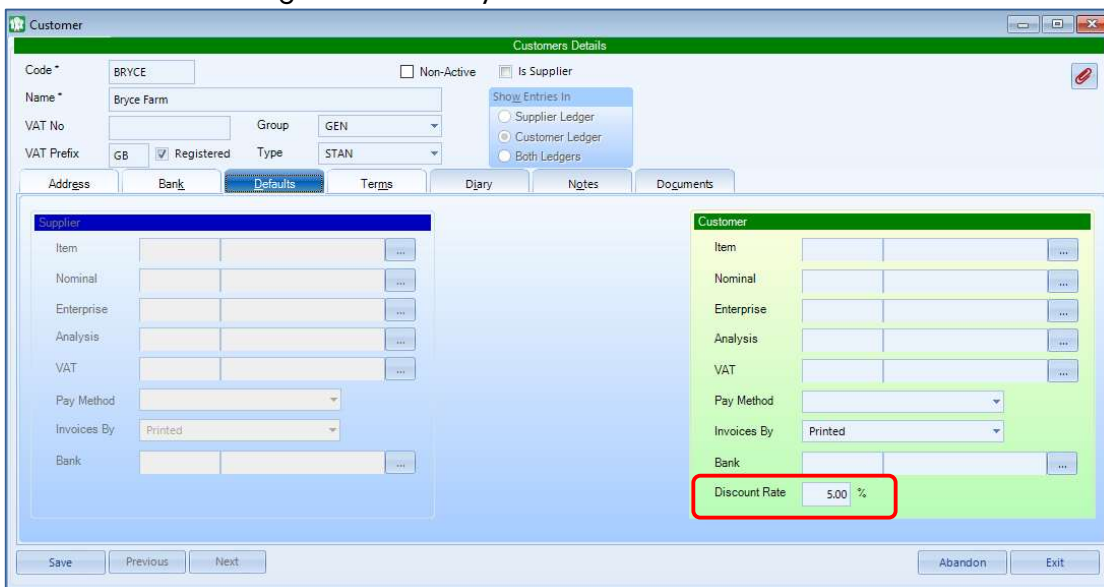 Customer
Customers Details
Code * BRYCE Non-Active Is Supplier
Name * Bryce Farm Show Entries In
Supplier Ledger
VAT No Group GEN Customer Ledger
VAT Prefix GB Registered Type STAN Both Ledgers
Address Bank Defaults Terms Diary Notes Documents
Supplier Customer
Item ... Item ...
Nominal ... Nominal ...
Enterprise ... Enterprise ...
Analysis ... Analysis ...
VAT ... VAT ...
Pay Method Pay Method
Invoices By Printed Invoices By Printed
Bank ... Bank ...
Discount Rate 5.00 %
Save Previous Next Abandon Exit